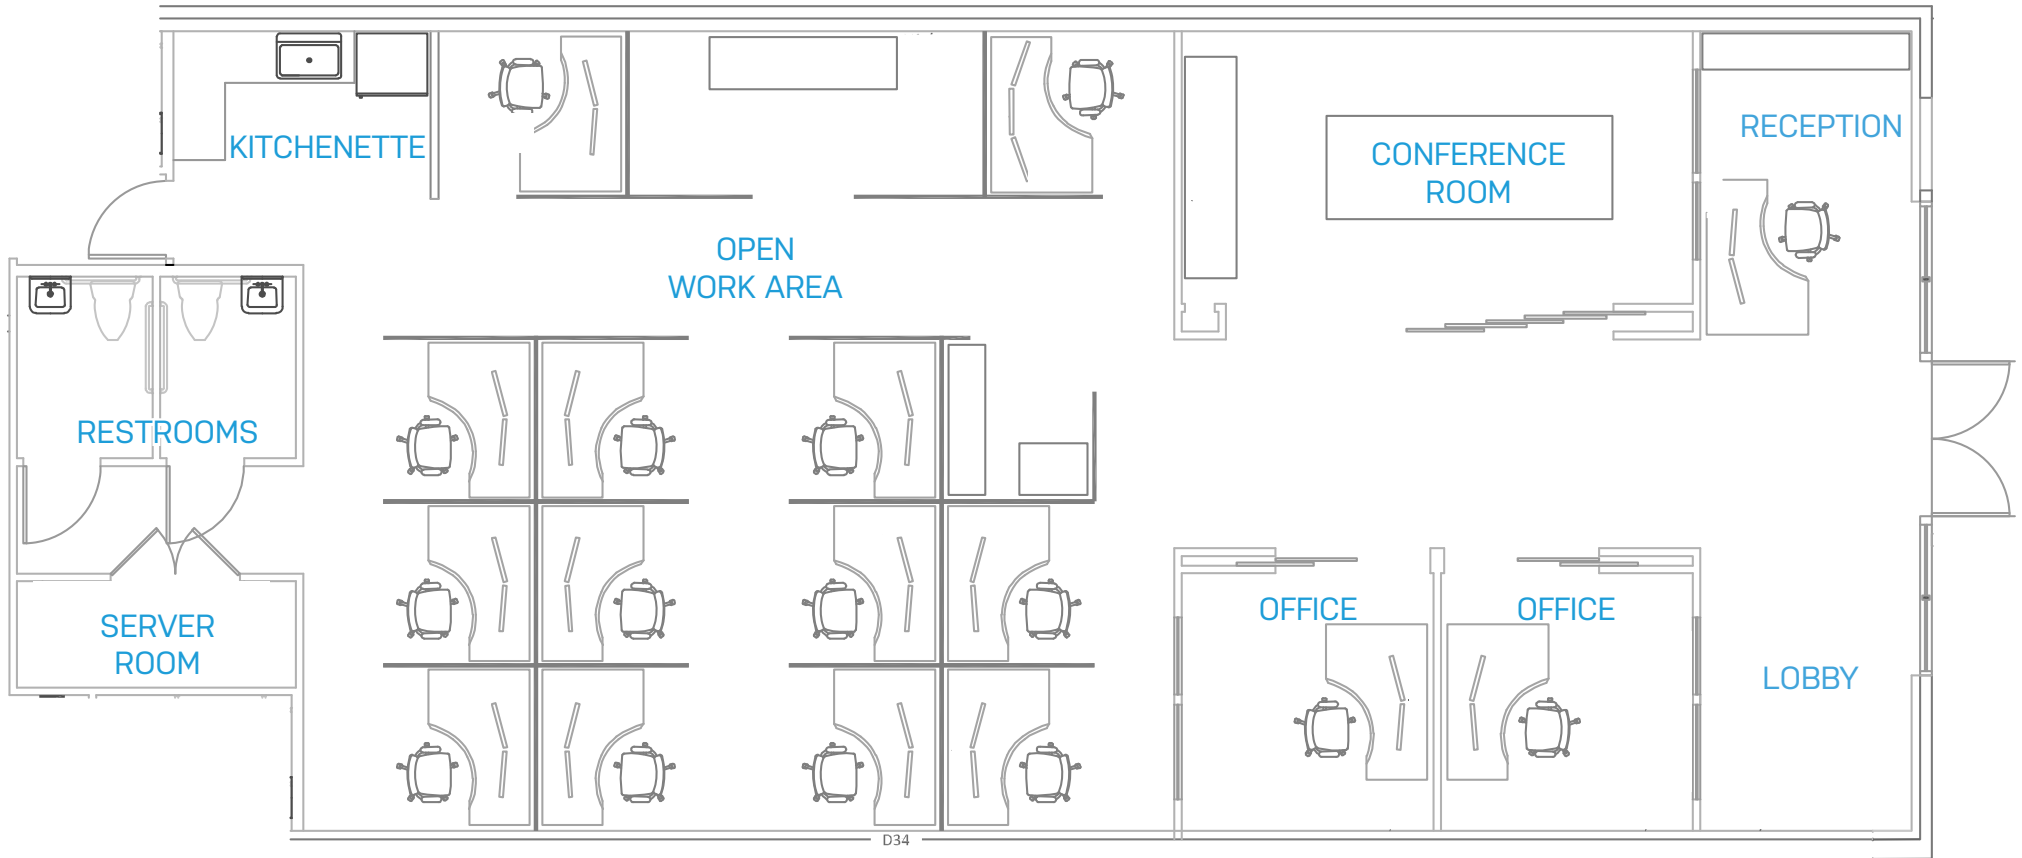 KITCHENETTE
RECEPTION
CONFERENCE
ROOM
OPEN
WORK AREA
RESTROOMS
SERVER
ROOM
OFFICE
OFFICE
LOBBY
D34